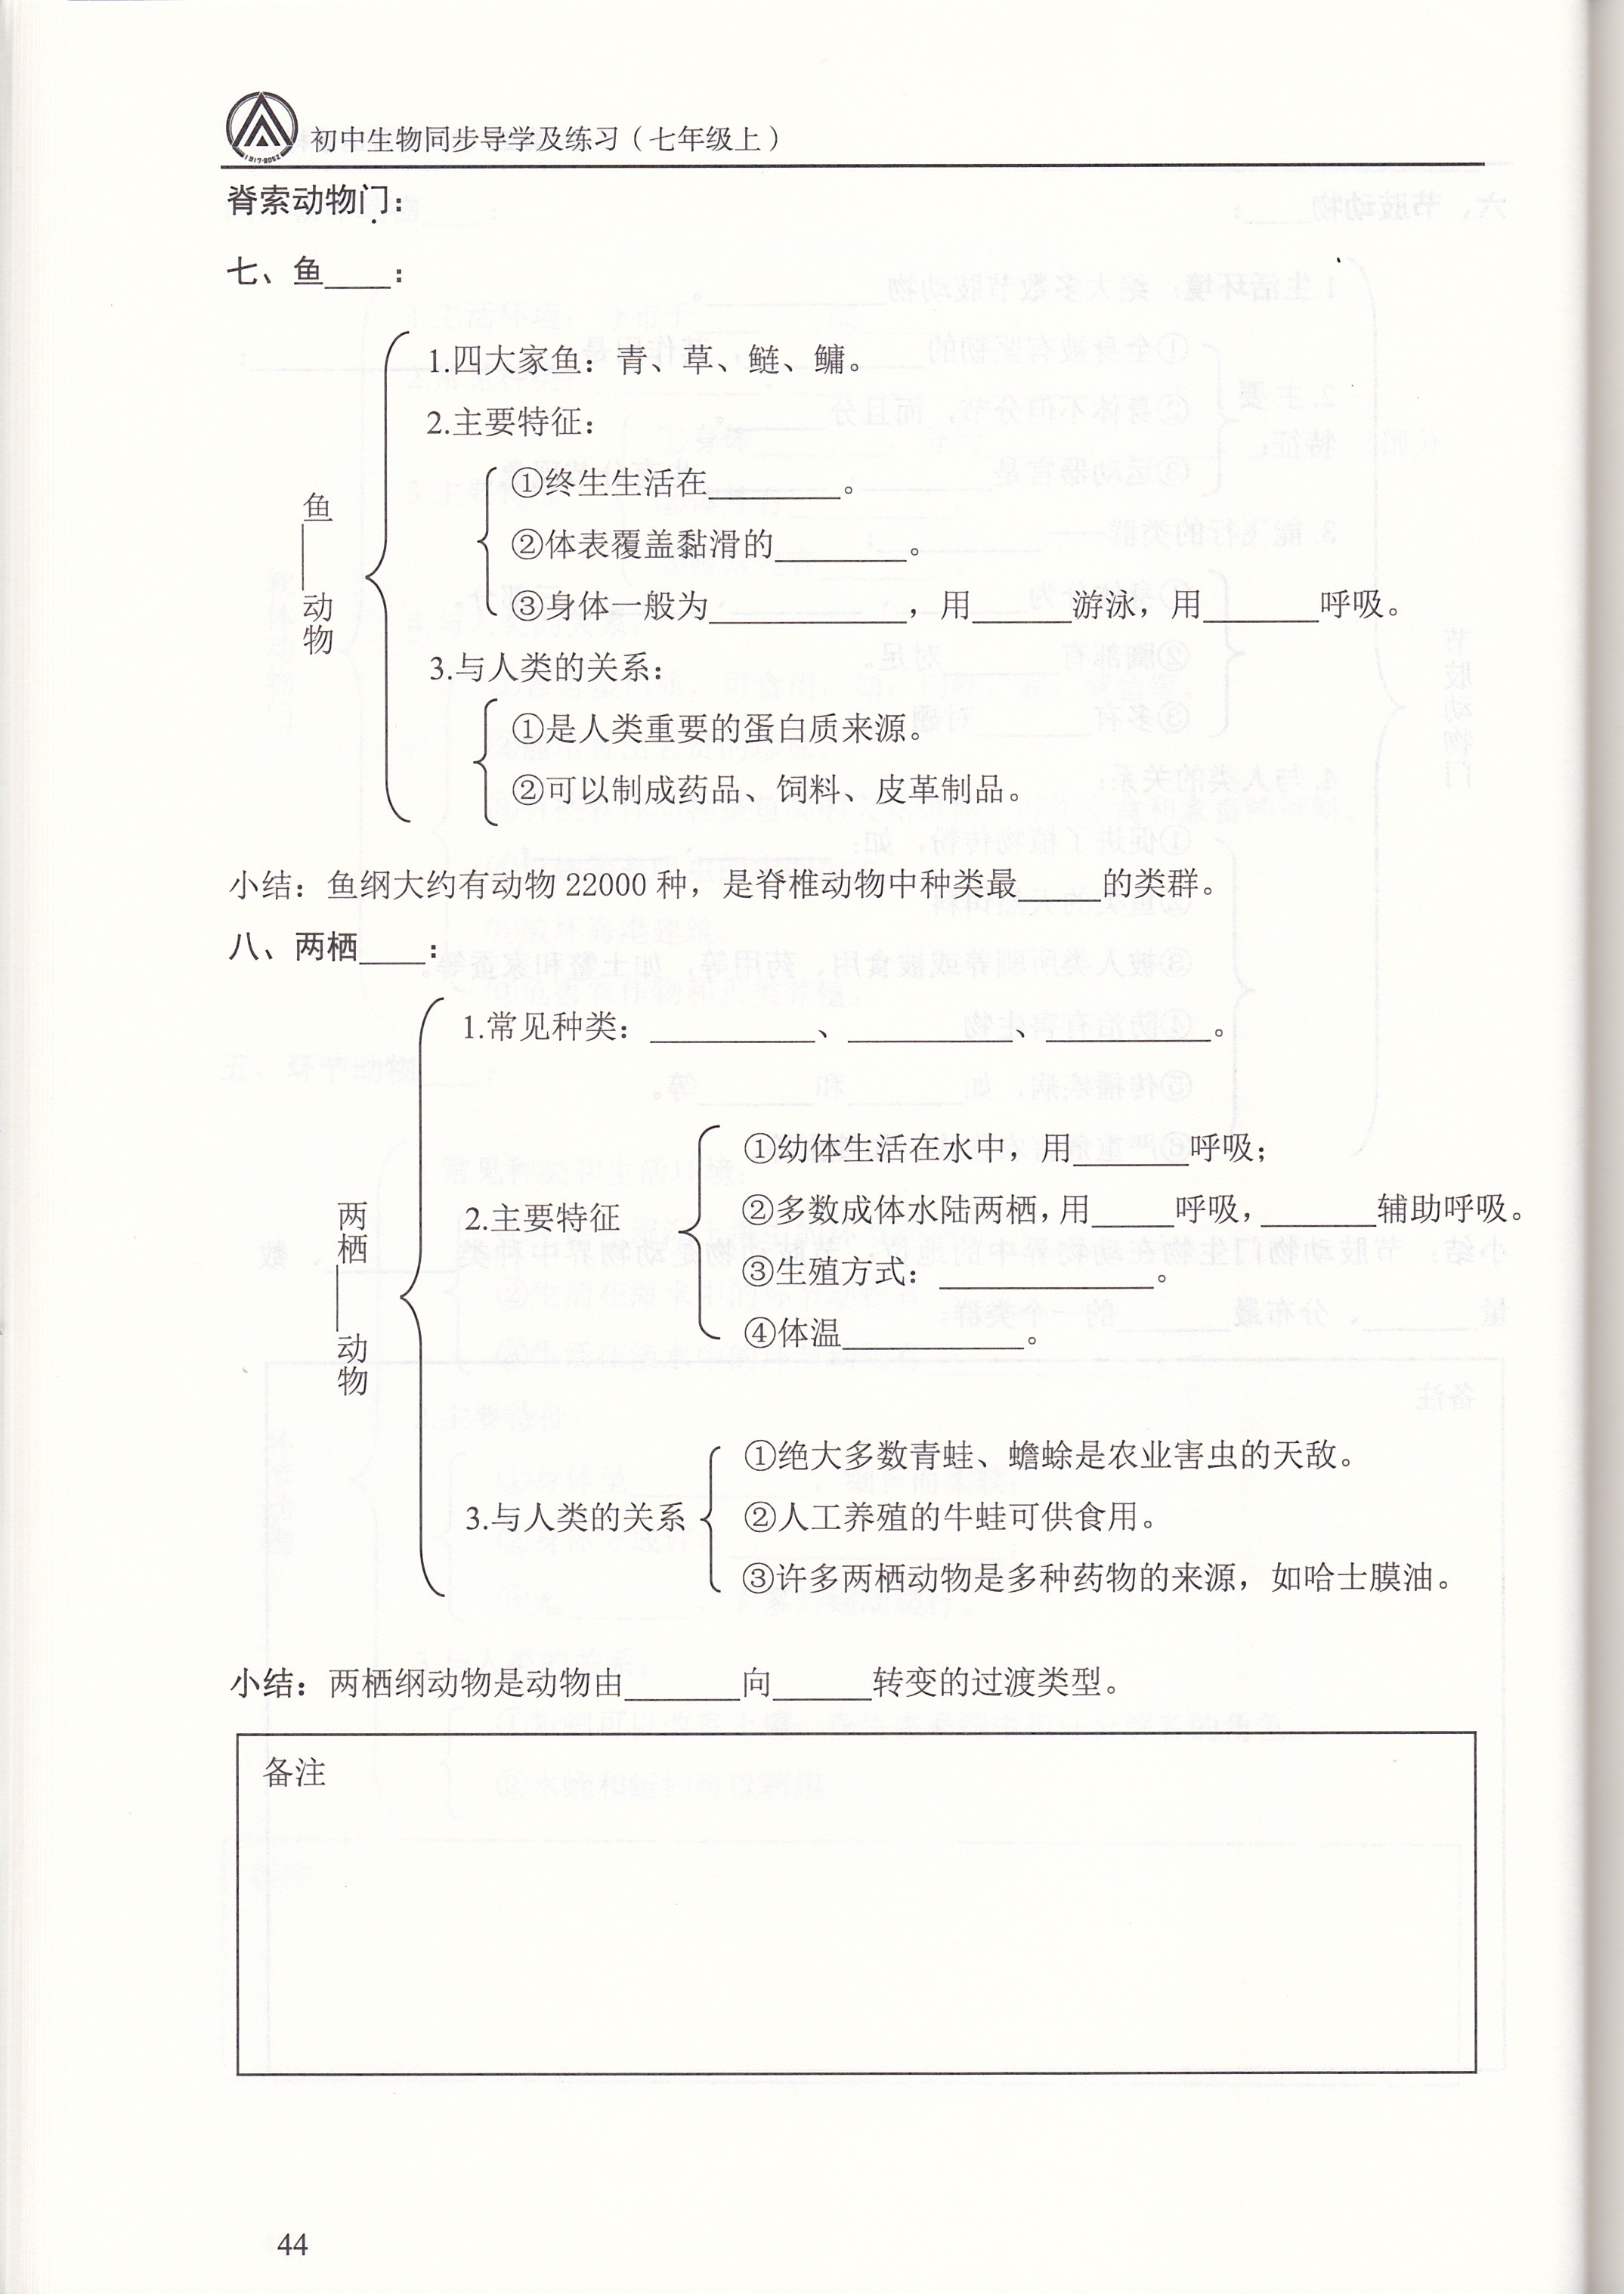 初中生物同步导学及练习（七年级上）
脊索动物门：
七、鱼____：
鱼____动物
1.四大家鱼：青、草、鲢、鳙。
2.主要特征：
①终生生活在________。
②体表覆盖黏滑的________。
③身体一般为____________，用______游泳，用_______呼吸。
3.与人类的关系：
①是人类重要的蛋白质来源。
②可以制成药品、饲料、皮革制品。
小结：鱼纲大约有动物 22000 种，是脊椎动物中种类最_____的类群。
八、两栖____：
两栖____动物
1.常见种类：__________、__________、__________。
2.主要特征
①幼体生活在水中，用_______呼吸；
②多数成体水陆两栖，用_____呼吸，_______辅助呼吸。
③生殖方式：_____________。
④体温___________。
3.与人类的关系
①绝大多数青蛙、蟾蜍是农业害虫的天敌。
②人工养殖的牛蛙可供食用。
③许多两栖动物是多种药物的来源，如哈士膜油。
小结：两栖纲动物是动物由_______向______转变的过渡类型。
备注
44